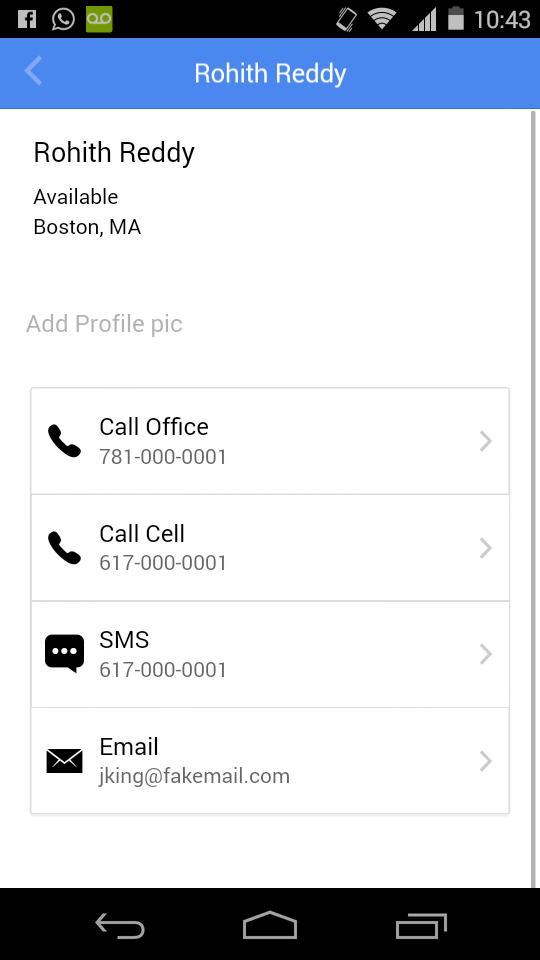 10:43
Rohith Reddy
Rohith Reddy
Available
Boston, MA
Add Profile pic
Call Office
781-000-0001
Call Cell
617-000-0001
SMS
617-000-0001
Email
jking@fakemail.com